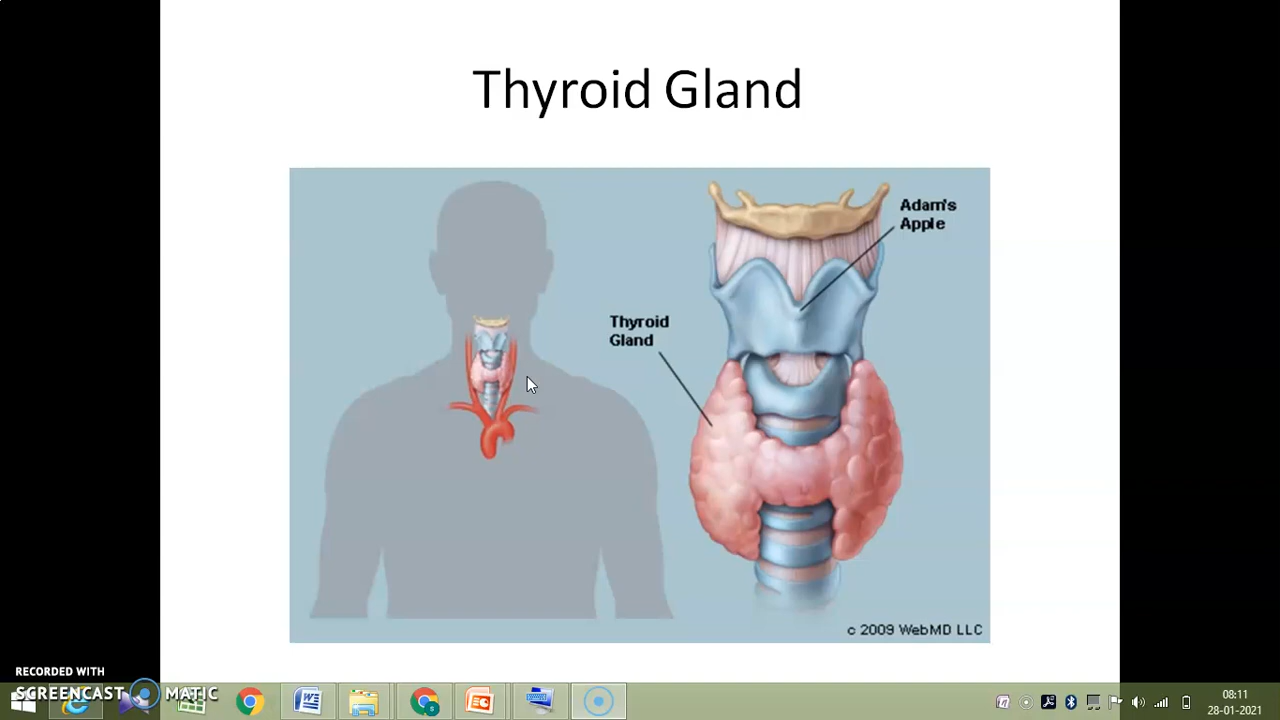 Thyroid Gland
Adam's
Apple
Thyroid
Gland
c 2009 WebMD LLC
RECORDED WITH
SCREENCAST MATIC
08:11
28-01-2021